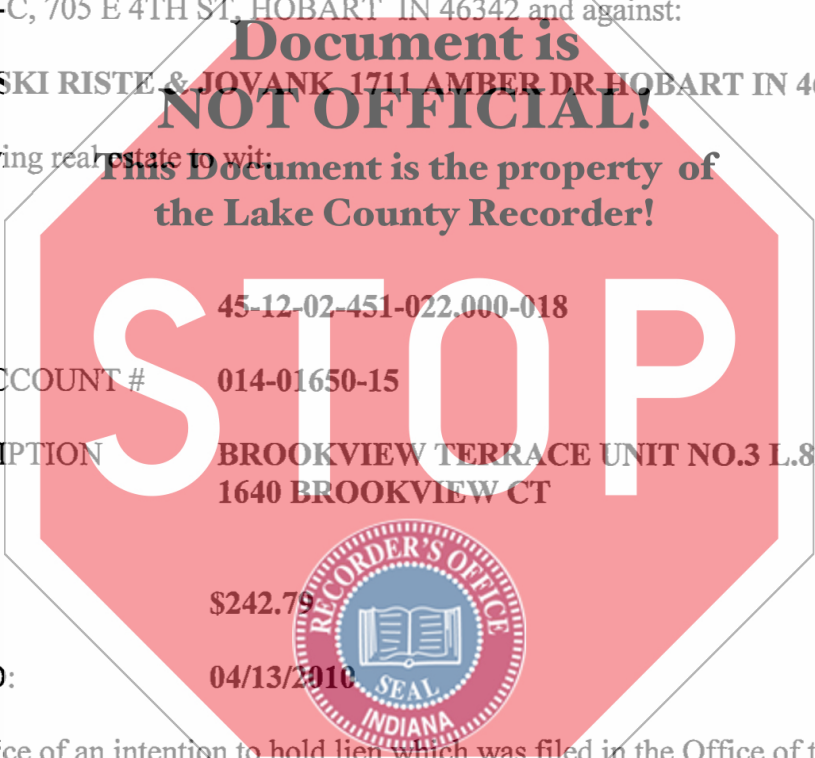 -C, 705 E 4TH ST, HOBART IN 46342 and against:
Document is
SKI RISTE & JOVANK 1711 AMBER DR HOBART IN 46
NOT OFFICIAL!
ing real estate to wit:
This Document is the property of
the Lake County Recorder!
STOP
45-12-02-451-022.000-018
CCOUNT # 014-01650-15
IPTION BROOKVIEW TERRACE UNIT NO.3 L.8
1640 BROOKVIEW CT
RECORDER'S OFFICE
$242.79
04/13/2010
SEAL
INDIANA
ice of an intention to hold lien which was filed in the Office of t